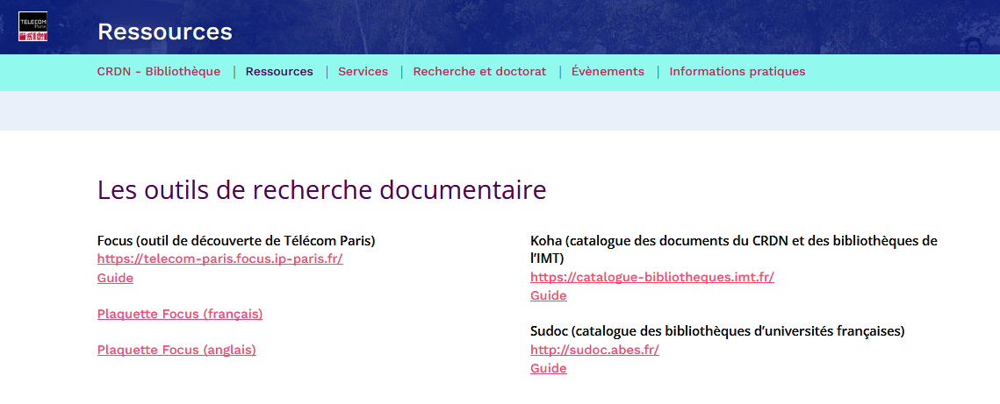 TELECOM
Paris
Ressources
CRDN - Bibliothèque | Ressources | Services | Recherche et doctorat | Évènements | Informations pratiques
Les outils de recherche documentaire
Focus (outil de découverte de Télécom Paris)
https://telecom-paris.focus.ip-paris.fr/
Guide
Plaquette Focus (français)
Plaquette Focus (anglais)
Koha (catalogue des documents du CRDN et des bibliothèques de
l’IMT)
https://catalogue-bibliotheques.imt.fr/
Guide
Sudoc (catalogue des bibliothèques d’universités françaises)
http://sudoc.abes.fr/
Guide